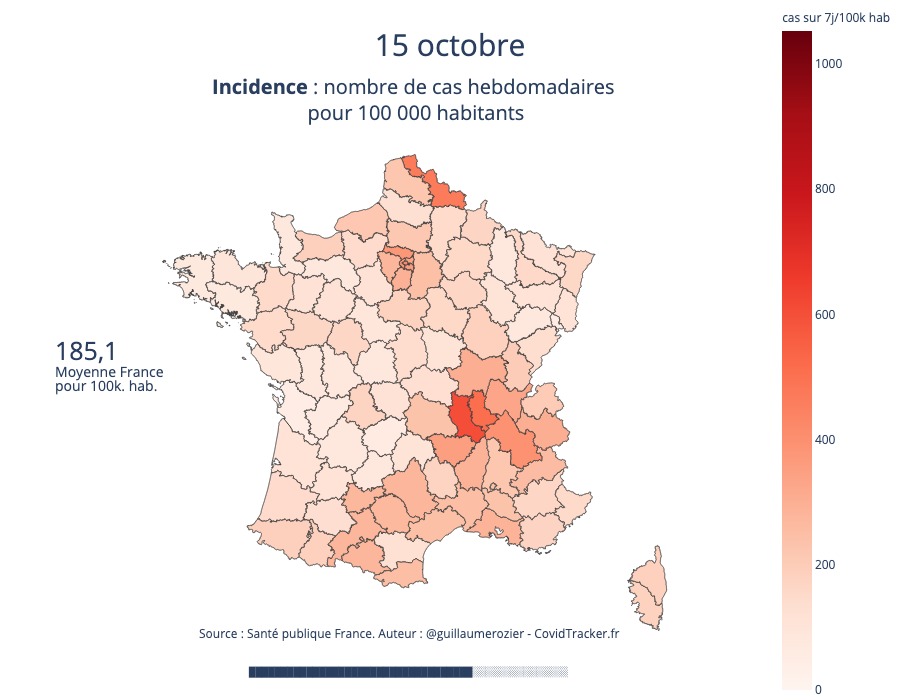 cas sur 7j/100k hab
15 octobre
Incidence : nombre de cas hebdomadaires
pour 100 000 habitants
1000
800
600
400
200
0
185,1
Moyenne France
pour 100k. hab.
Source : Santé publique France. Auteur : @guillaumerozier - CovidTracker.fr